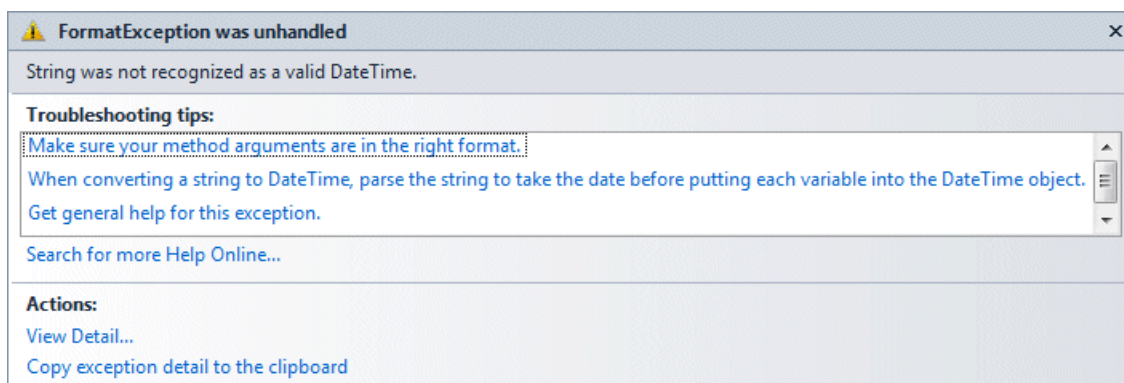 FormatException was unhandled
String was not recognized as a valid DateTime.
Troubleshooting tips:
Make sure your method arguments are in the right format.
When converting a string to DateTime, parse the string to take the date before putting each variable into the DateTime object.
Get general help for this exception.
Search for more Help Online...
Actions:
View Detail...
Copy exception detail to the clipboard